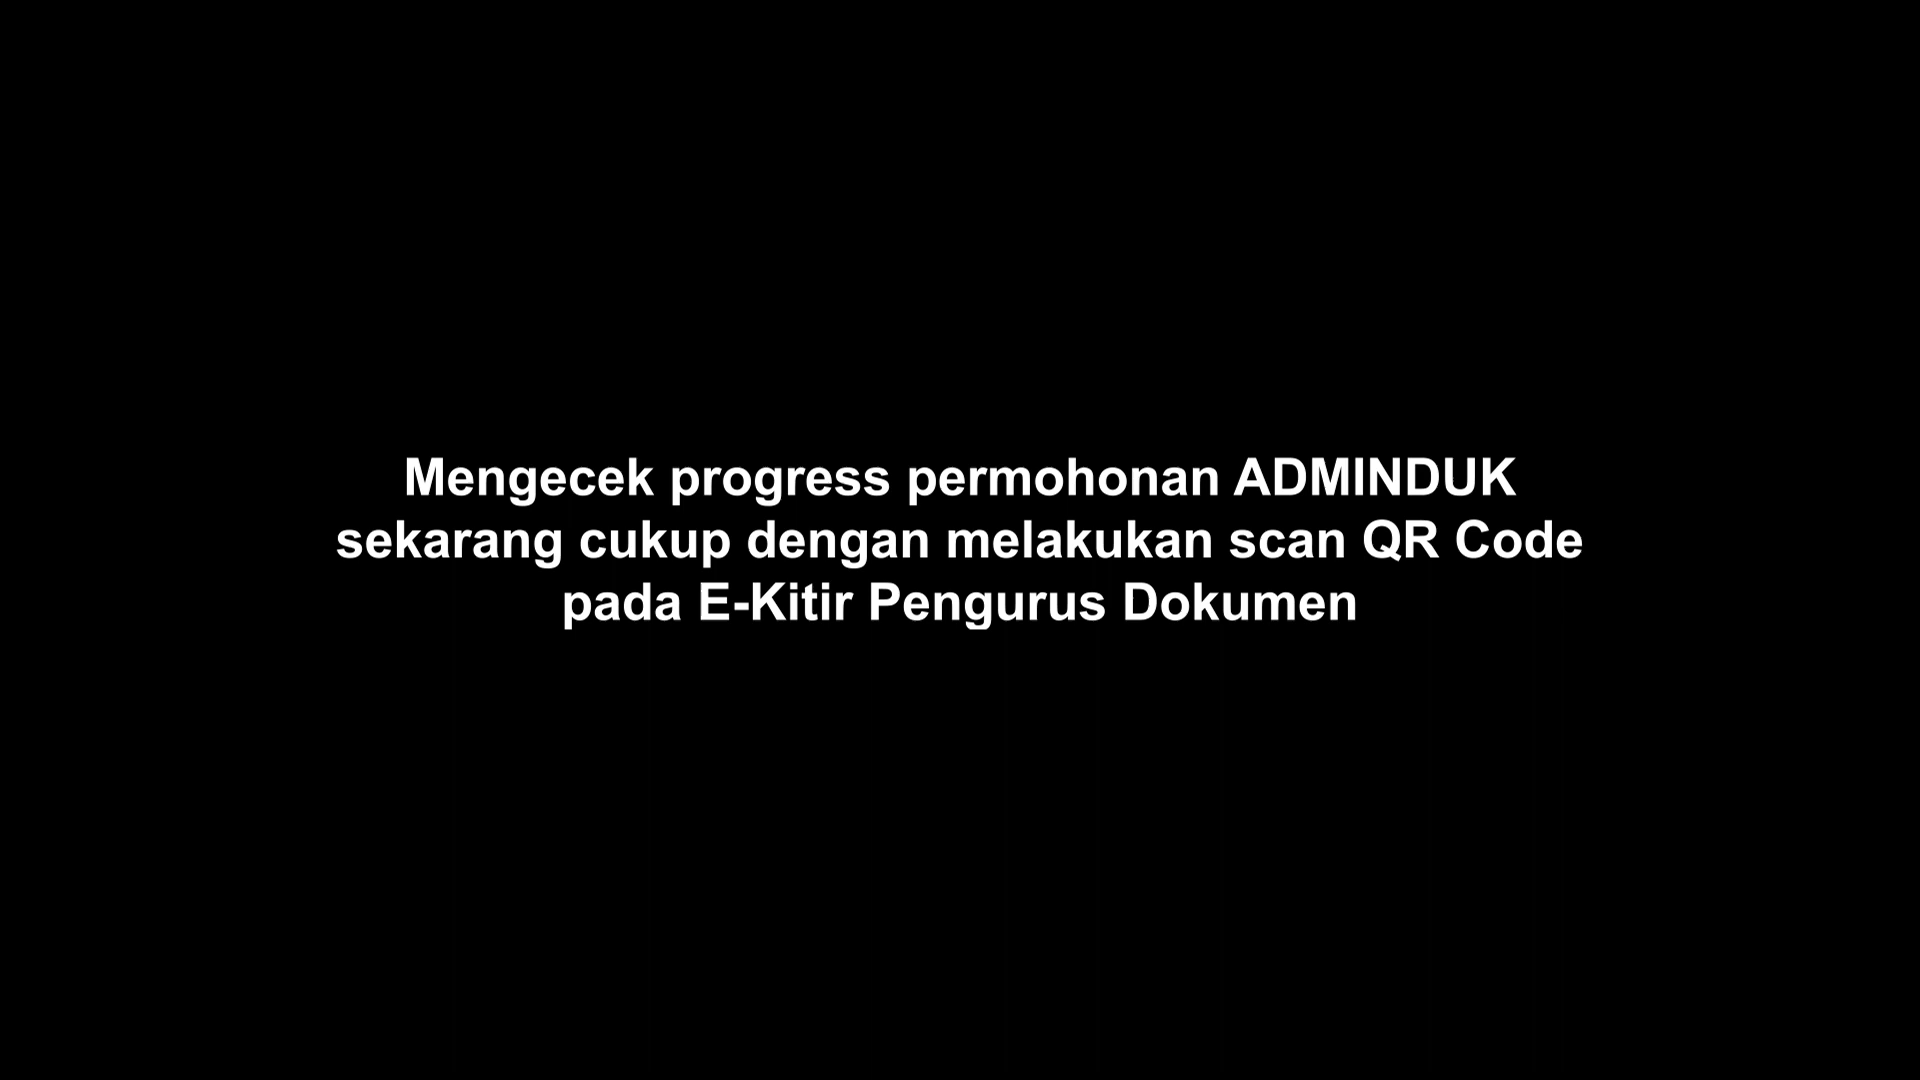 Mengecek progress permohonan ADMINDUK
sekarang cukup dengan melakukan scan QR Code
pada E-Kitir Pengurus Dokumen